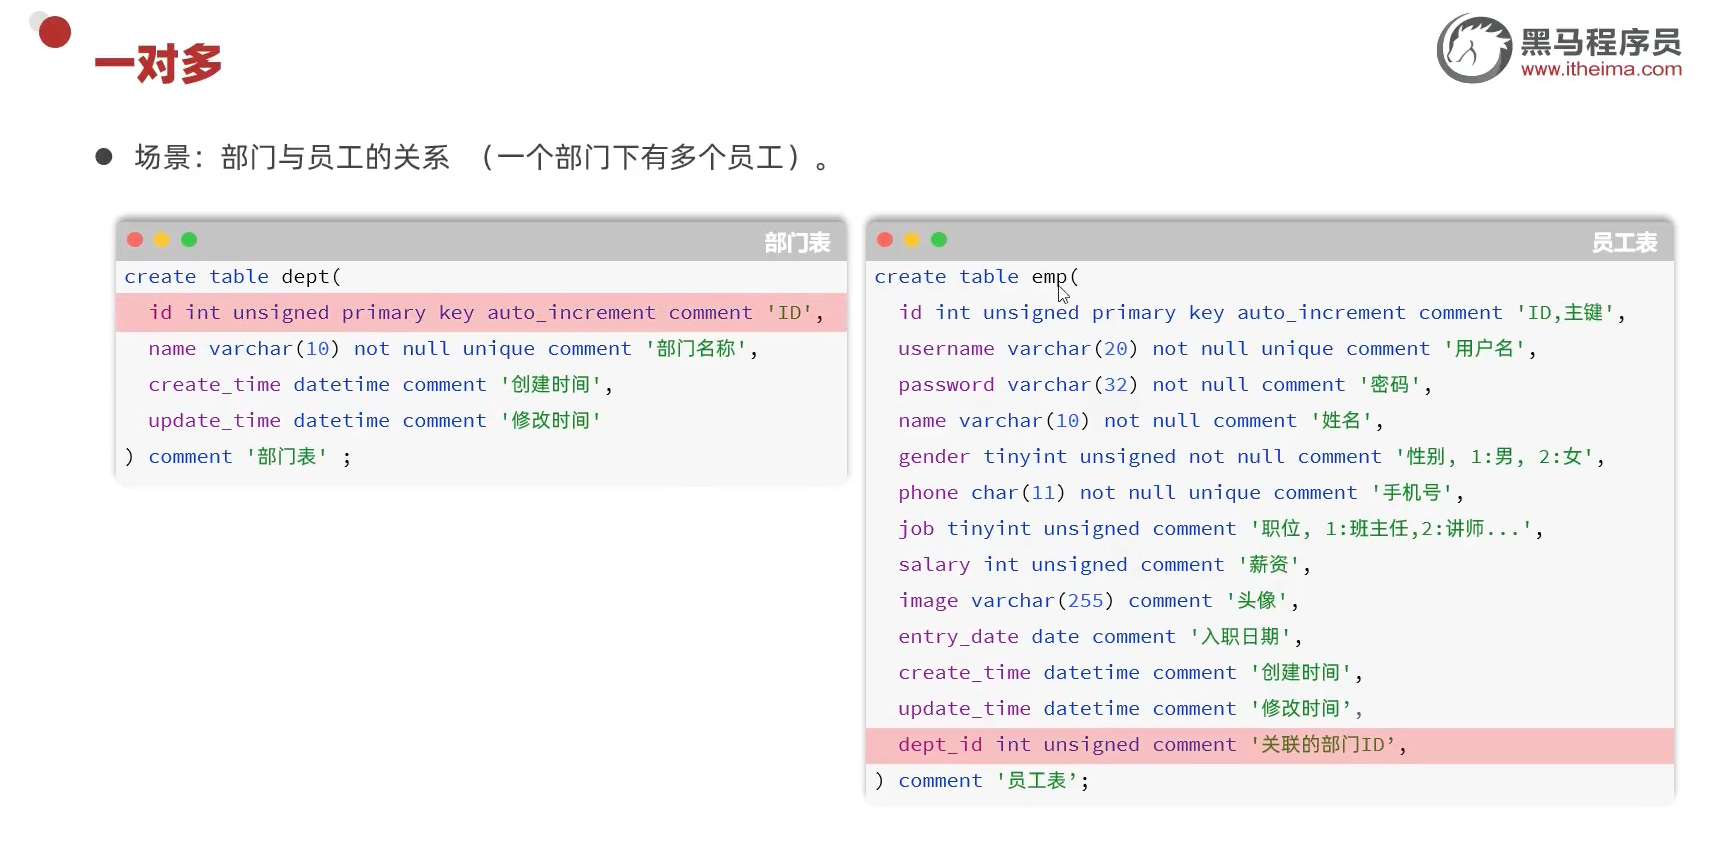 一对多
黑马程序员
www.itheima.com
场景：部门与员工的关系 （一个部门下有多个员工）。
部门表
create table dept(
id int unsigned primary key auto_increment comment 'ID',
name varchar(10) not null unique comment '部门名称',
create_time datetime comment '创建时间',
update_time datetime comment '修改时间'
) comment '部门表' ;
员工表
create table emp(
id int unsigned primary key auto_increment comment 'ID,主键',
username varchar(20) not null unique comment '用户名',
password varchar(32) not null comment '密码',
name varchar(10) not null comment '姓名',
gender tinyint unsigned not null comment '性别, 1:男, 2:女',
phone char(11) not null unique comment '手机号',
job tinyint unsigned comment '职位, 1:班主任,2:讲师...',
salary int unsigned comment '薪资',
image varchar(255) comment '头像',
entry_date date comment '入职日期',
create_time datetime comment '创建时间',
update_time datetime comment '修改时间’,
dept_id int unsigned comment '关联的部门ID’,
) comment '员工表’;